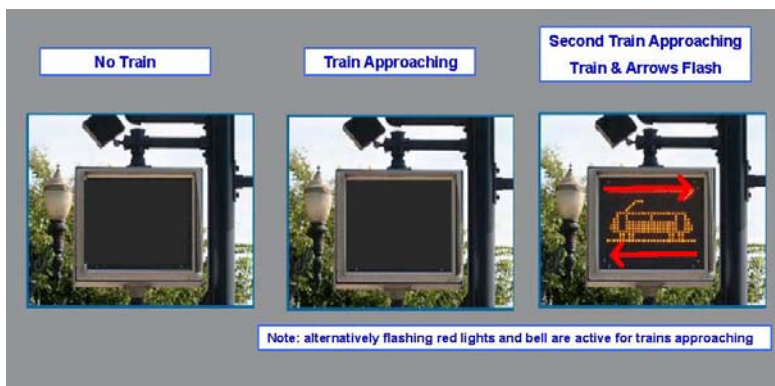 No Train
Train Approaching
Second Train Approaching
Train & Arrows Flash
Note: alternatively flashing red lights and bell are active for trains approaching